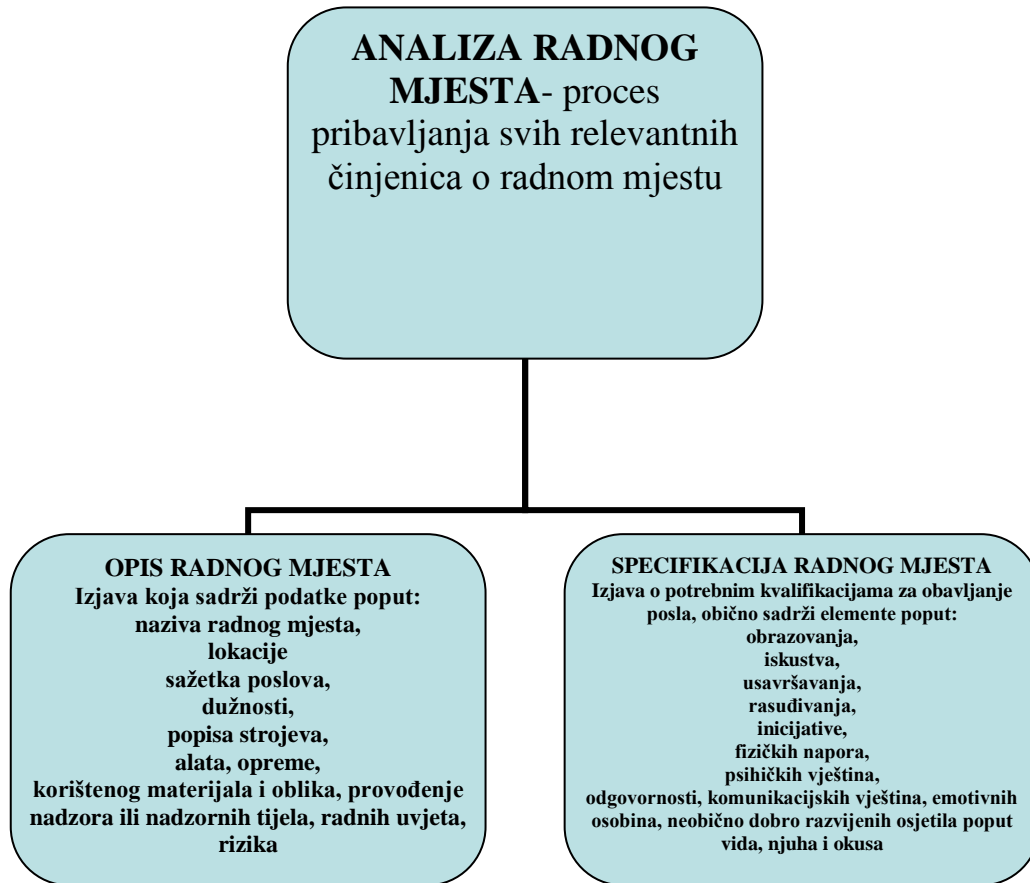 ANALIZA RADNOG
MJESTA- proces
pribavljanja svih relevantnih
činjenica o radnom mjestu
OPIS RADNOG MJESTA
Izjava koja sadrži podatke poput:
naziva radnog mjesta,
lokacije
sažetka poslova,
dužnosti,
popisa strojeva,
alata, opreme,
korištenog materijala i oblika, provođenje
nadzora ili nadzornih tijela, radnih uvjeta,
rizika
SPECIFIKACIJA RADNOG MJESTA
Izjava o potrebnim kvalifikacijama za obavljanje
posla, obično sadrži elemente poput:
obrazovanja,
iskustva,
usavršavanja,
rasuđivanja,
inicijative,
fizičkih napora,
psihičkih vještina,
odgovornosti, komunikacijskih vještina, emotivnih
osobina, neobično dobro razvijenih osjetila poput
vida, njuha i okusa